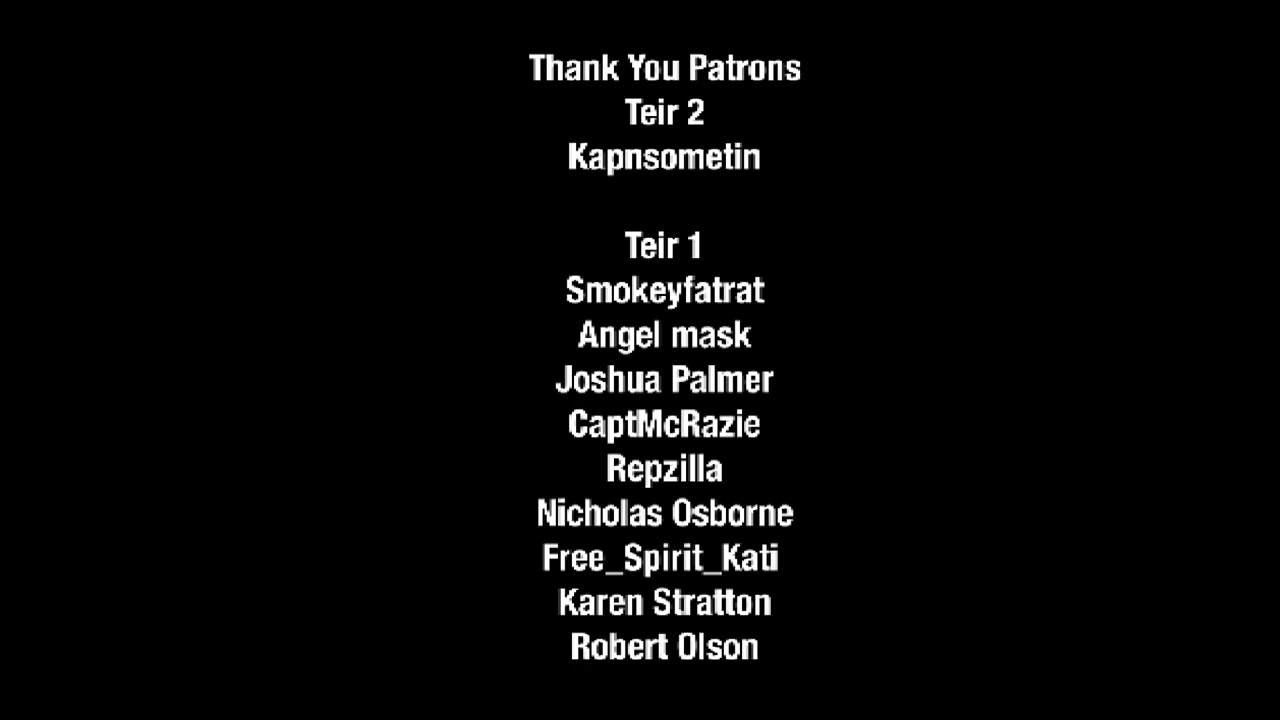 Thank You Patrons
Teir 2
Kapnsometin
Teir 1
Smokeyfatrat
Angel mask
Joshua Palmer
CaptMcRazie
Repzilla
Nicholas Osborne
Free_Spirit_Kati
Karen Stratton
Robert Olson